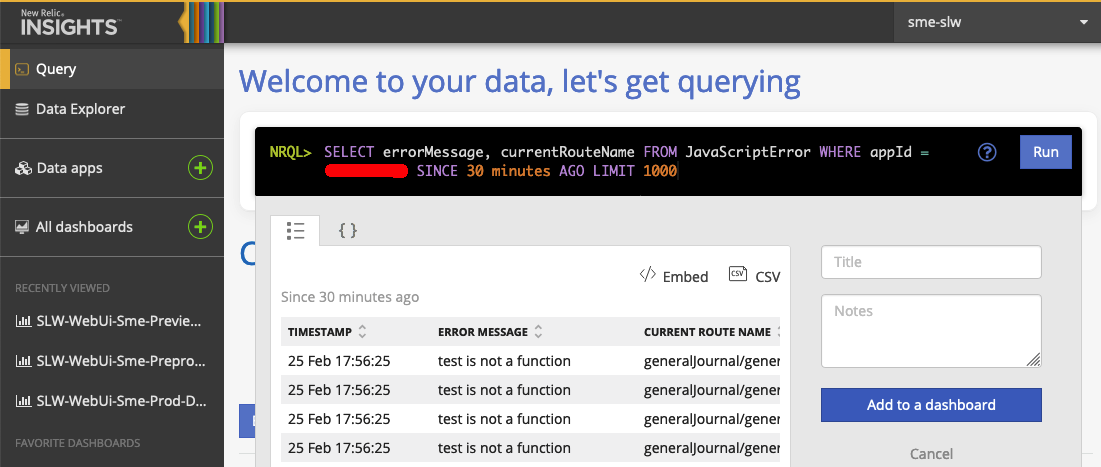 New Relic
INSIGHTS™
sme-slw
Query
Data Explorer
Data apps
All dashboards
RECENTLY VIEWED
SLW-WebUi-Sme-Previe...
SLW-WebUi-Sme-Prepro...
SLW-WebUi-Sme-Prod-D...
FAVORITE DASHBOARDS
Welcome to your data, let's get querying
NRQL> SELECT errorMessage, currentRouteName FROM JavaScriptError WHERE appId =
SINCE 30 minutes AGO LIMIT 1000
?
Run
{ }
</> Embed
CSV CSV
Since 30 minutes ago
TIMESTAMP ERROR MESSAGE CURRENT ROUTE NAME
25 Feb 17:56:25 test is not a function generalJournal/gener
25 Feb 17:56:25 test is not a function generalJournal/gener
25 Feb 17:56:25 test is not a function generalJournal/gener
25 Feb 17:56:25 test is not a function generalJournal/gener
Title
Notes
Add to a dashboard
Cancel